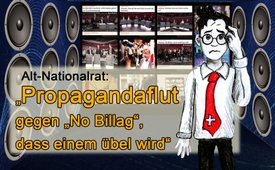 Alt-Nationalrat:
„Propagandaflut
gegen „No Billag“,
dass einem übel wird“